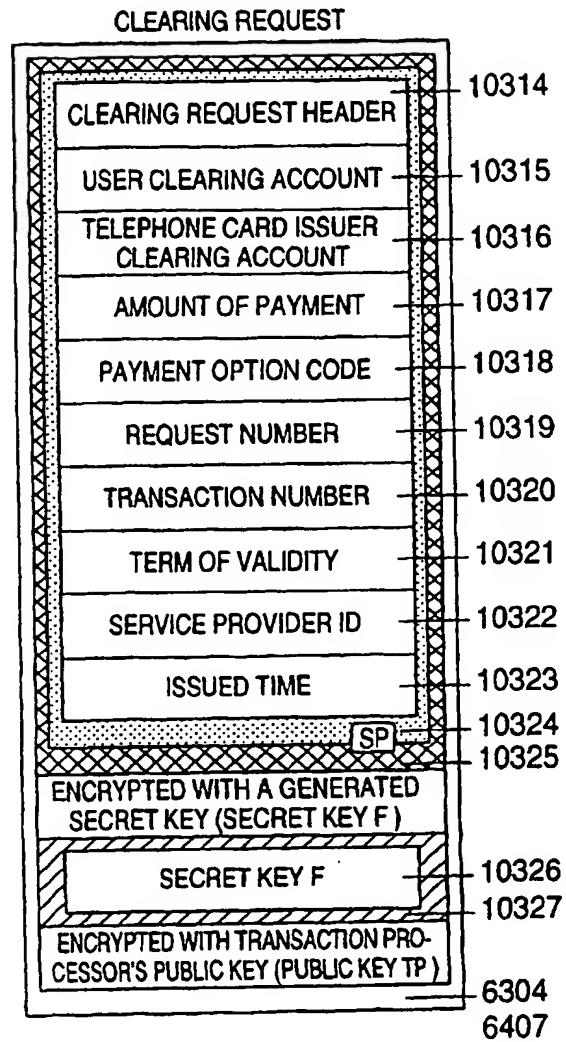 CLEARING REQUEST
CLEARING REQUEST HEADER
10314
USER CLEARING ACCOUNT
10315
TELEPHONE CARD ISSUER
CLEARING ACCOUNT
10316
AMOUNT OF PAYMENT
10317
PAYMENT OPTION CODE
10318
REQUEST NUMBER
10319
TRANSACTION NUMBER
10320
TERM OF VALIDITY
10321
SERVICE PROVIDER ID
10322
ISSUED TIME
10323
SP
10324
10325
ENCRYPTED WITH A GENERATED
SECRET KEY (SECRET KEY F )
SECRET KEY F
10326
10327
ENCRYPTED WITH TRANSACTION PRO-
CESSOR'S PUBLIC KEY (PUBLIC KEY TP )
6304
6407